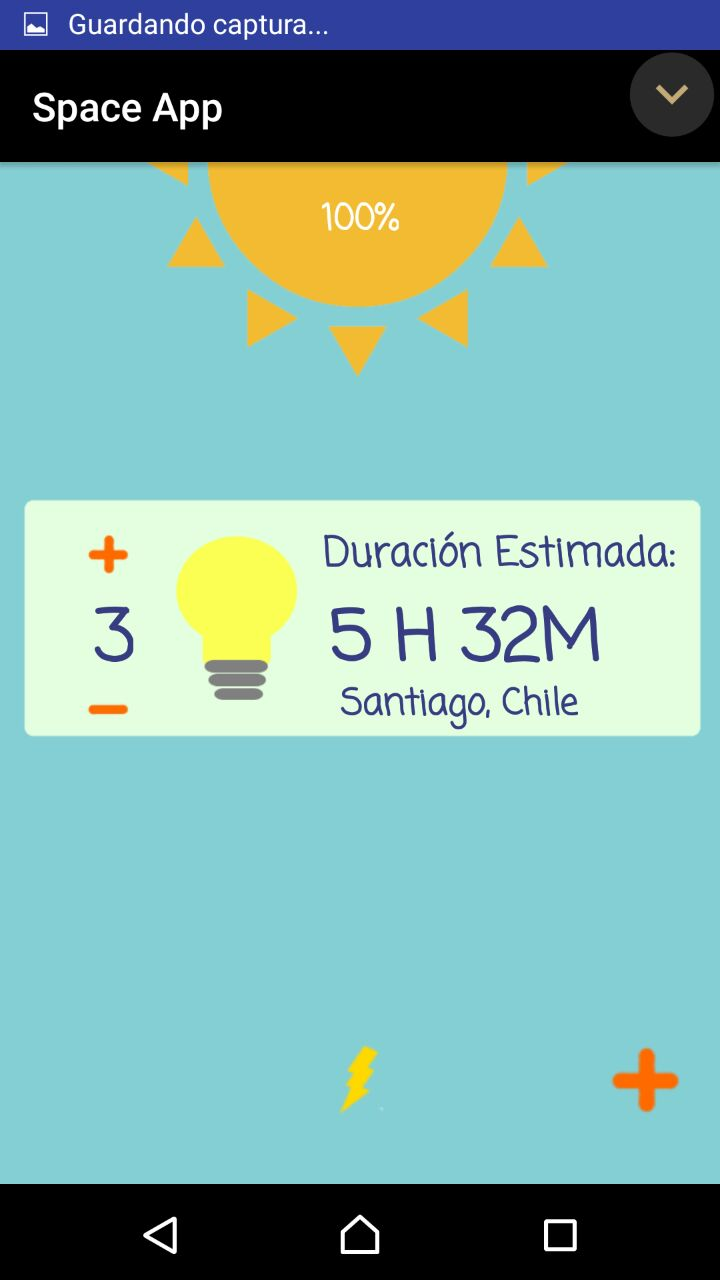 Guardando captura...
Space App
100%
Duración Estimada:
3
5 H 32M
Santiago, Chile